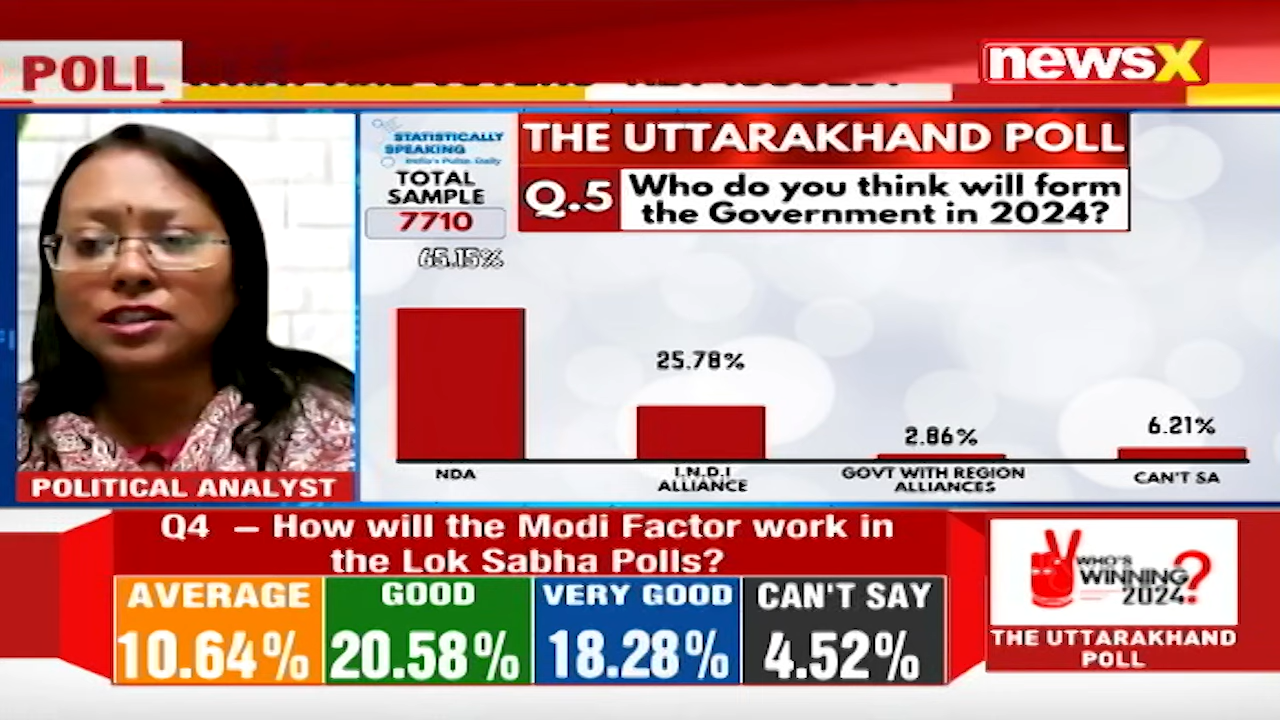 POLL
newsX
STATISTICALLY
SPEAKING
India's Pulse, Daily
TOTAL
SAMPLE
7710
THE UTTARAKHAND POLL
Q.5
Who do you think will form
the Government in 2024?
65.15%
25.78%
2.86%
6.21%
NDA
I.N.D.I
ALLIANCE
GOVT WITH REGION
ALLIANCES
CAN'T SA
POLITICAL ANALYST
Q4 – How will the Modi Factor work in
the Lok Sabha Polls?
AVERAGE
10.64%
GOOD
20.58%
VERY GOOD
18.28%
CAN'T SAY
4.52%
WHO'S
WINNING
2024?
THE UTTARAKHAND
POLL